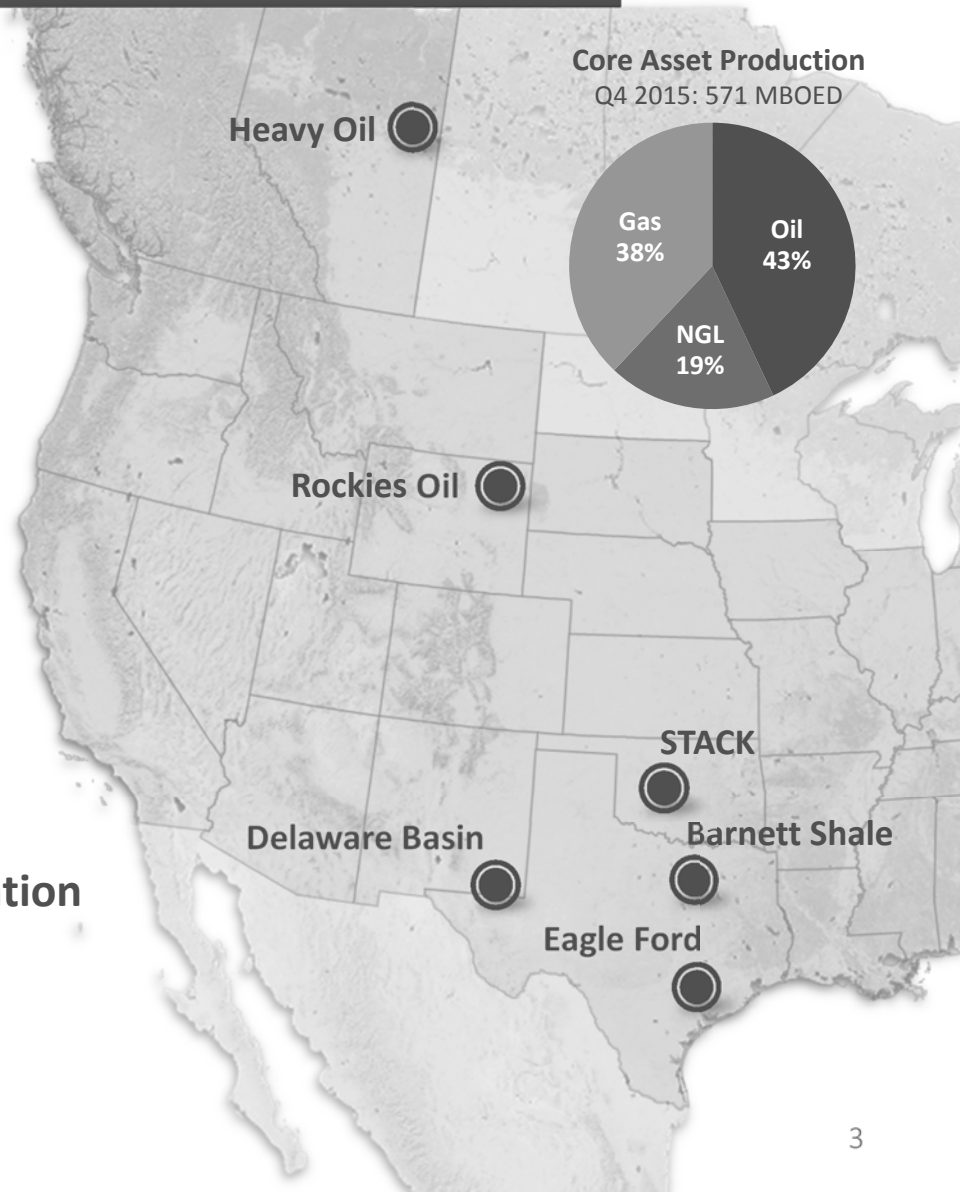 Core Asset Production
Q4 2015: 571 MBOED
Heavy Oil
Gas
38%
Oil
43%
NGL
19%
Rockies Oil
STACK
Delaware Basin
Barnett Shale
Eagle Ford
3